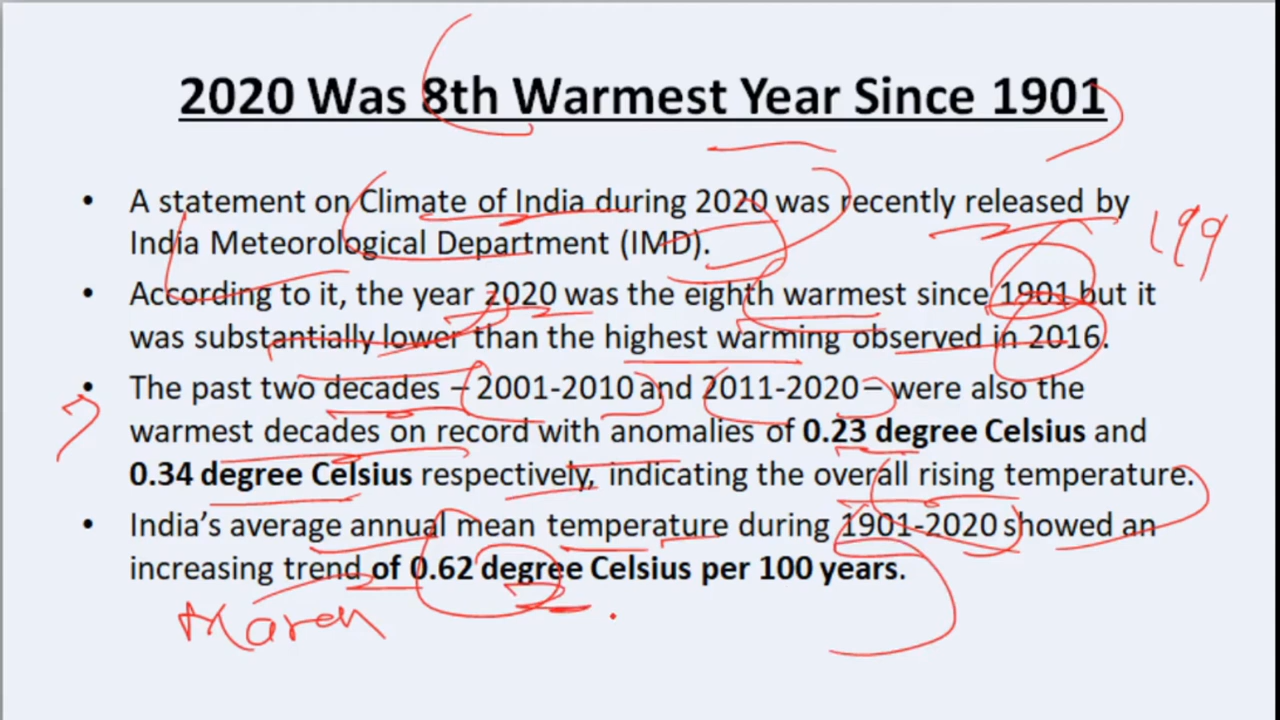 2020 Was 8th Warmest Year Since 1901
• A statement on Climate of India during 2020 was recently released by
India Meteorological Department (IMD).
199
• According to it, the year 2020 was the eighth warmest since 1901 but it
was substantially lower than the highest warming observed in 2016.
• The past two decades – 2001-2010 and 2011-2020 – were also the
warmest decades on record with anomalies of 0.23 degree Celsius and
0.34 degree Celsius respectively, indicating the overall rising temperature.
• India's average annual mean temperature during 1901-2020 showed an
increasing trend of 0.62 degree Celsius per 100 years.